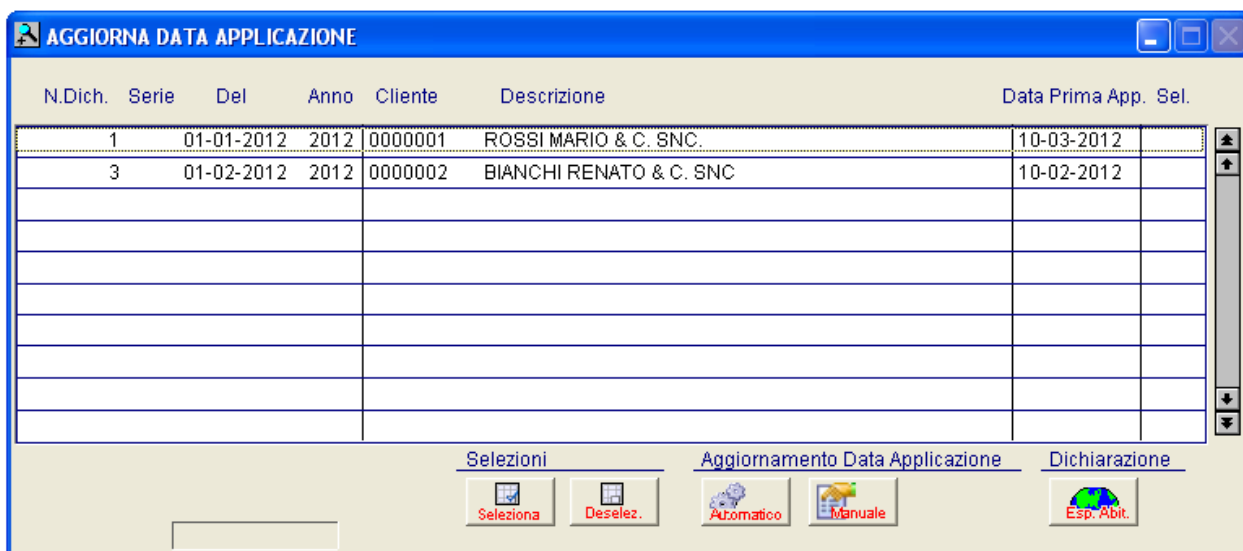 AGGIORNA DATA APPLICAZIONE
N.Dich. Serie Del Anno Cliente Descrizione Data Prima App. Sel.
1 01-01-2012 2012 0000001 ROSSI MARIO & C. SNC. 10-03-2012
3 01-02-2012 2012 0000002 BIANCHI RENATO & C. SNC 10-02-2012
Selezioni Aggiornamento Data Applicazione Dichiarazione
Seleziona Deselez. Automatico Manuale Esp. Abit.